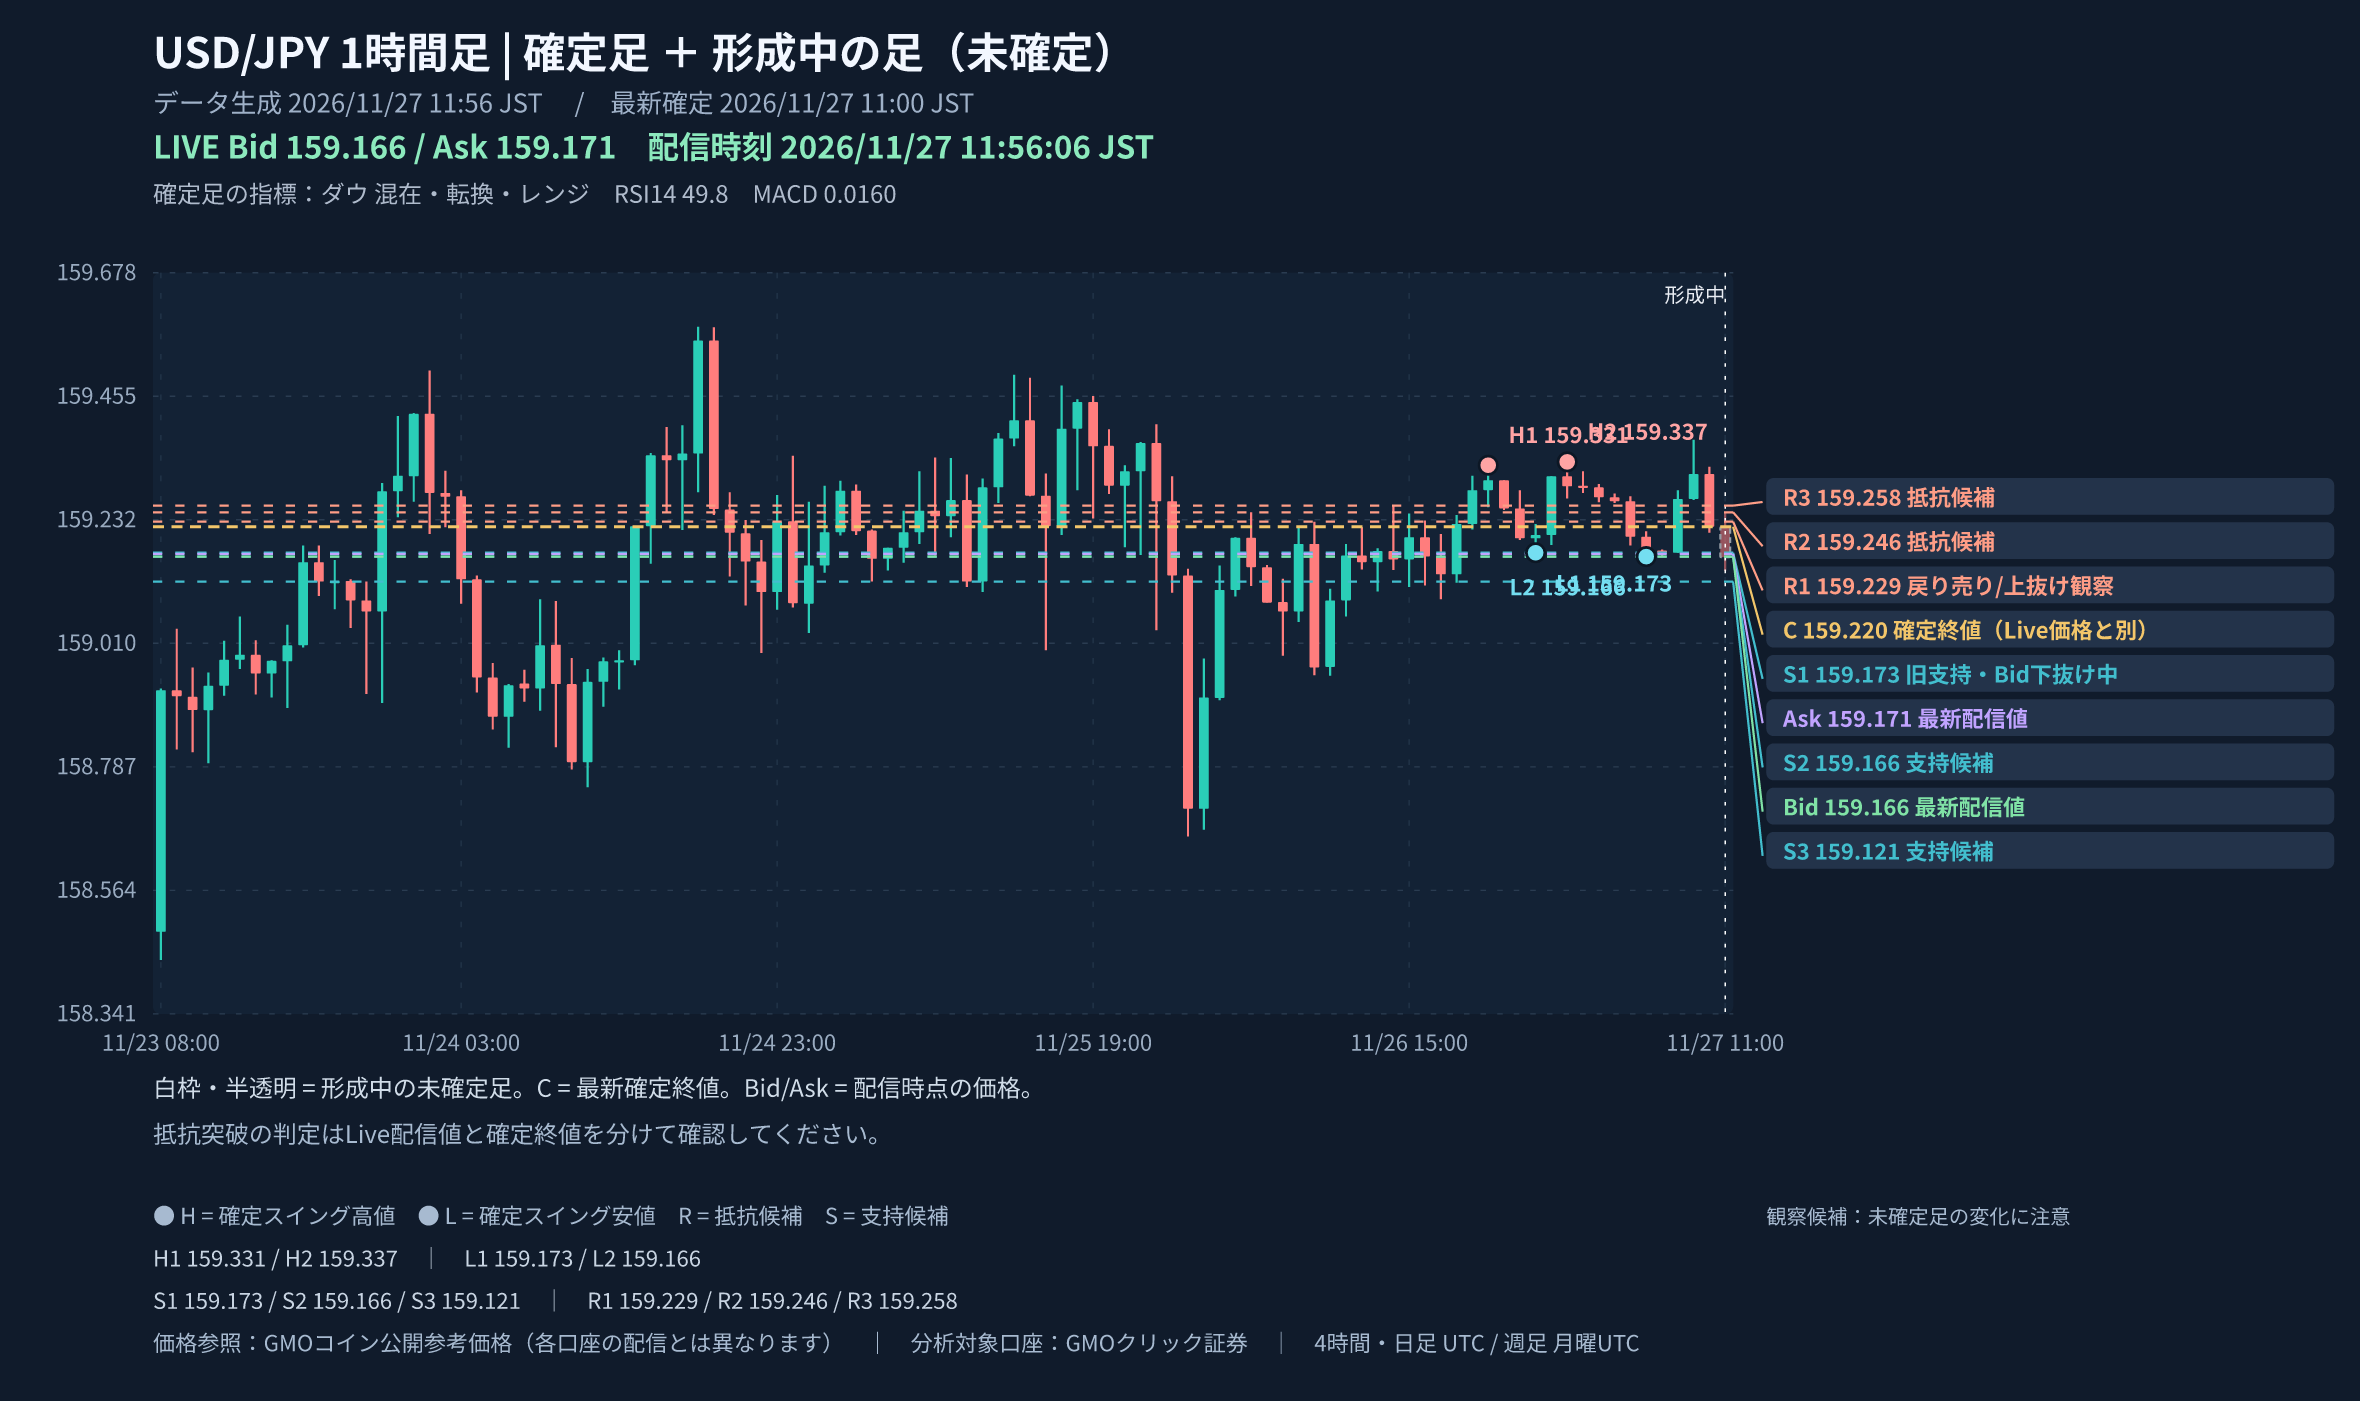 USD/JPY 1時間足 | 確定足 ＋ 形成中の足（未確定）
データ生成 2026/11/27 11:56 JST　/　最新確定 2026/11/27 11:00 JST
LIVE Bid 159.166 / Ask 159.171　配信時刻 2026/11/27 11:56:06 JST
確定足の指標：ダウ 混在・転換・レンジ　RSI14 49.8　MACD 0.0160
159.678
159.455
159.232
159.010
158.787
158.564
158.341
形成中
H1 159.331
H2 159.337
L2 159.166
L1 159.173
R3 159.258 抵抗候補
R2 159.246 抵抗候補
R1 159.229 戻り売り/上抜け観察
C 159.220 確定終値（Live価格と別）
S1 159.173 旧支持・Bid下抜け中
Ask 159.171 最新配信値
S2 159.166 支持候補
Bid 159.166 最新配信値
S3 159.121 支持候補
11/23 08:00
11/24 03:00
11/24 23:00
11/25 19:00
11/26 15:00
11/27 11:00
白枠・半透明＝形成中の未確定足。C＝最新確定終値。Bid/Ask＝配信時点の価格。
抵抗突破の判定はLive配信値と確定終値を分けて確認してください。
● H＝確定スイング高値　● L＝確定スイング安値　R＝抵抗候補　S＝支持候補
観察候補：未確定足の変化に注意
H1 159.331 / H2 159.337　｜　L1 159.173 / L2 159.166
S1 159.173 / S2 159.166 / S3 159.121　｜　R1 159.229 / R2 159.246 / R3 159.258
価格参照：GMOコイン公開参考価格（各口座の配信とは異なります）　｜　分析対象口座：GMOクリック証券　｜　4時間・日足 UTC / 週足 月曜UTC